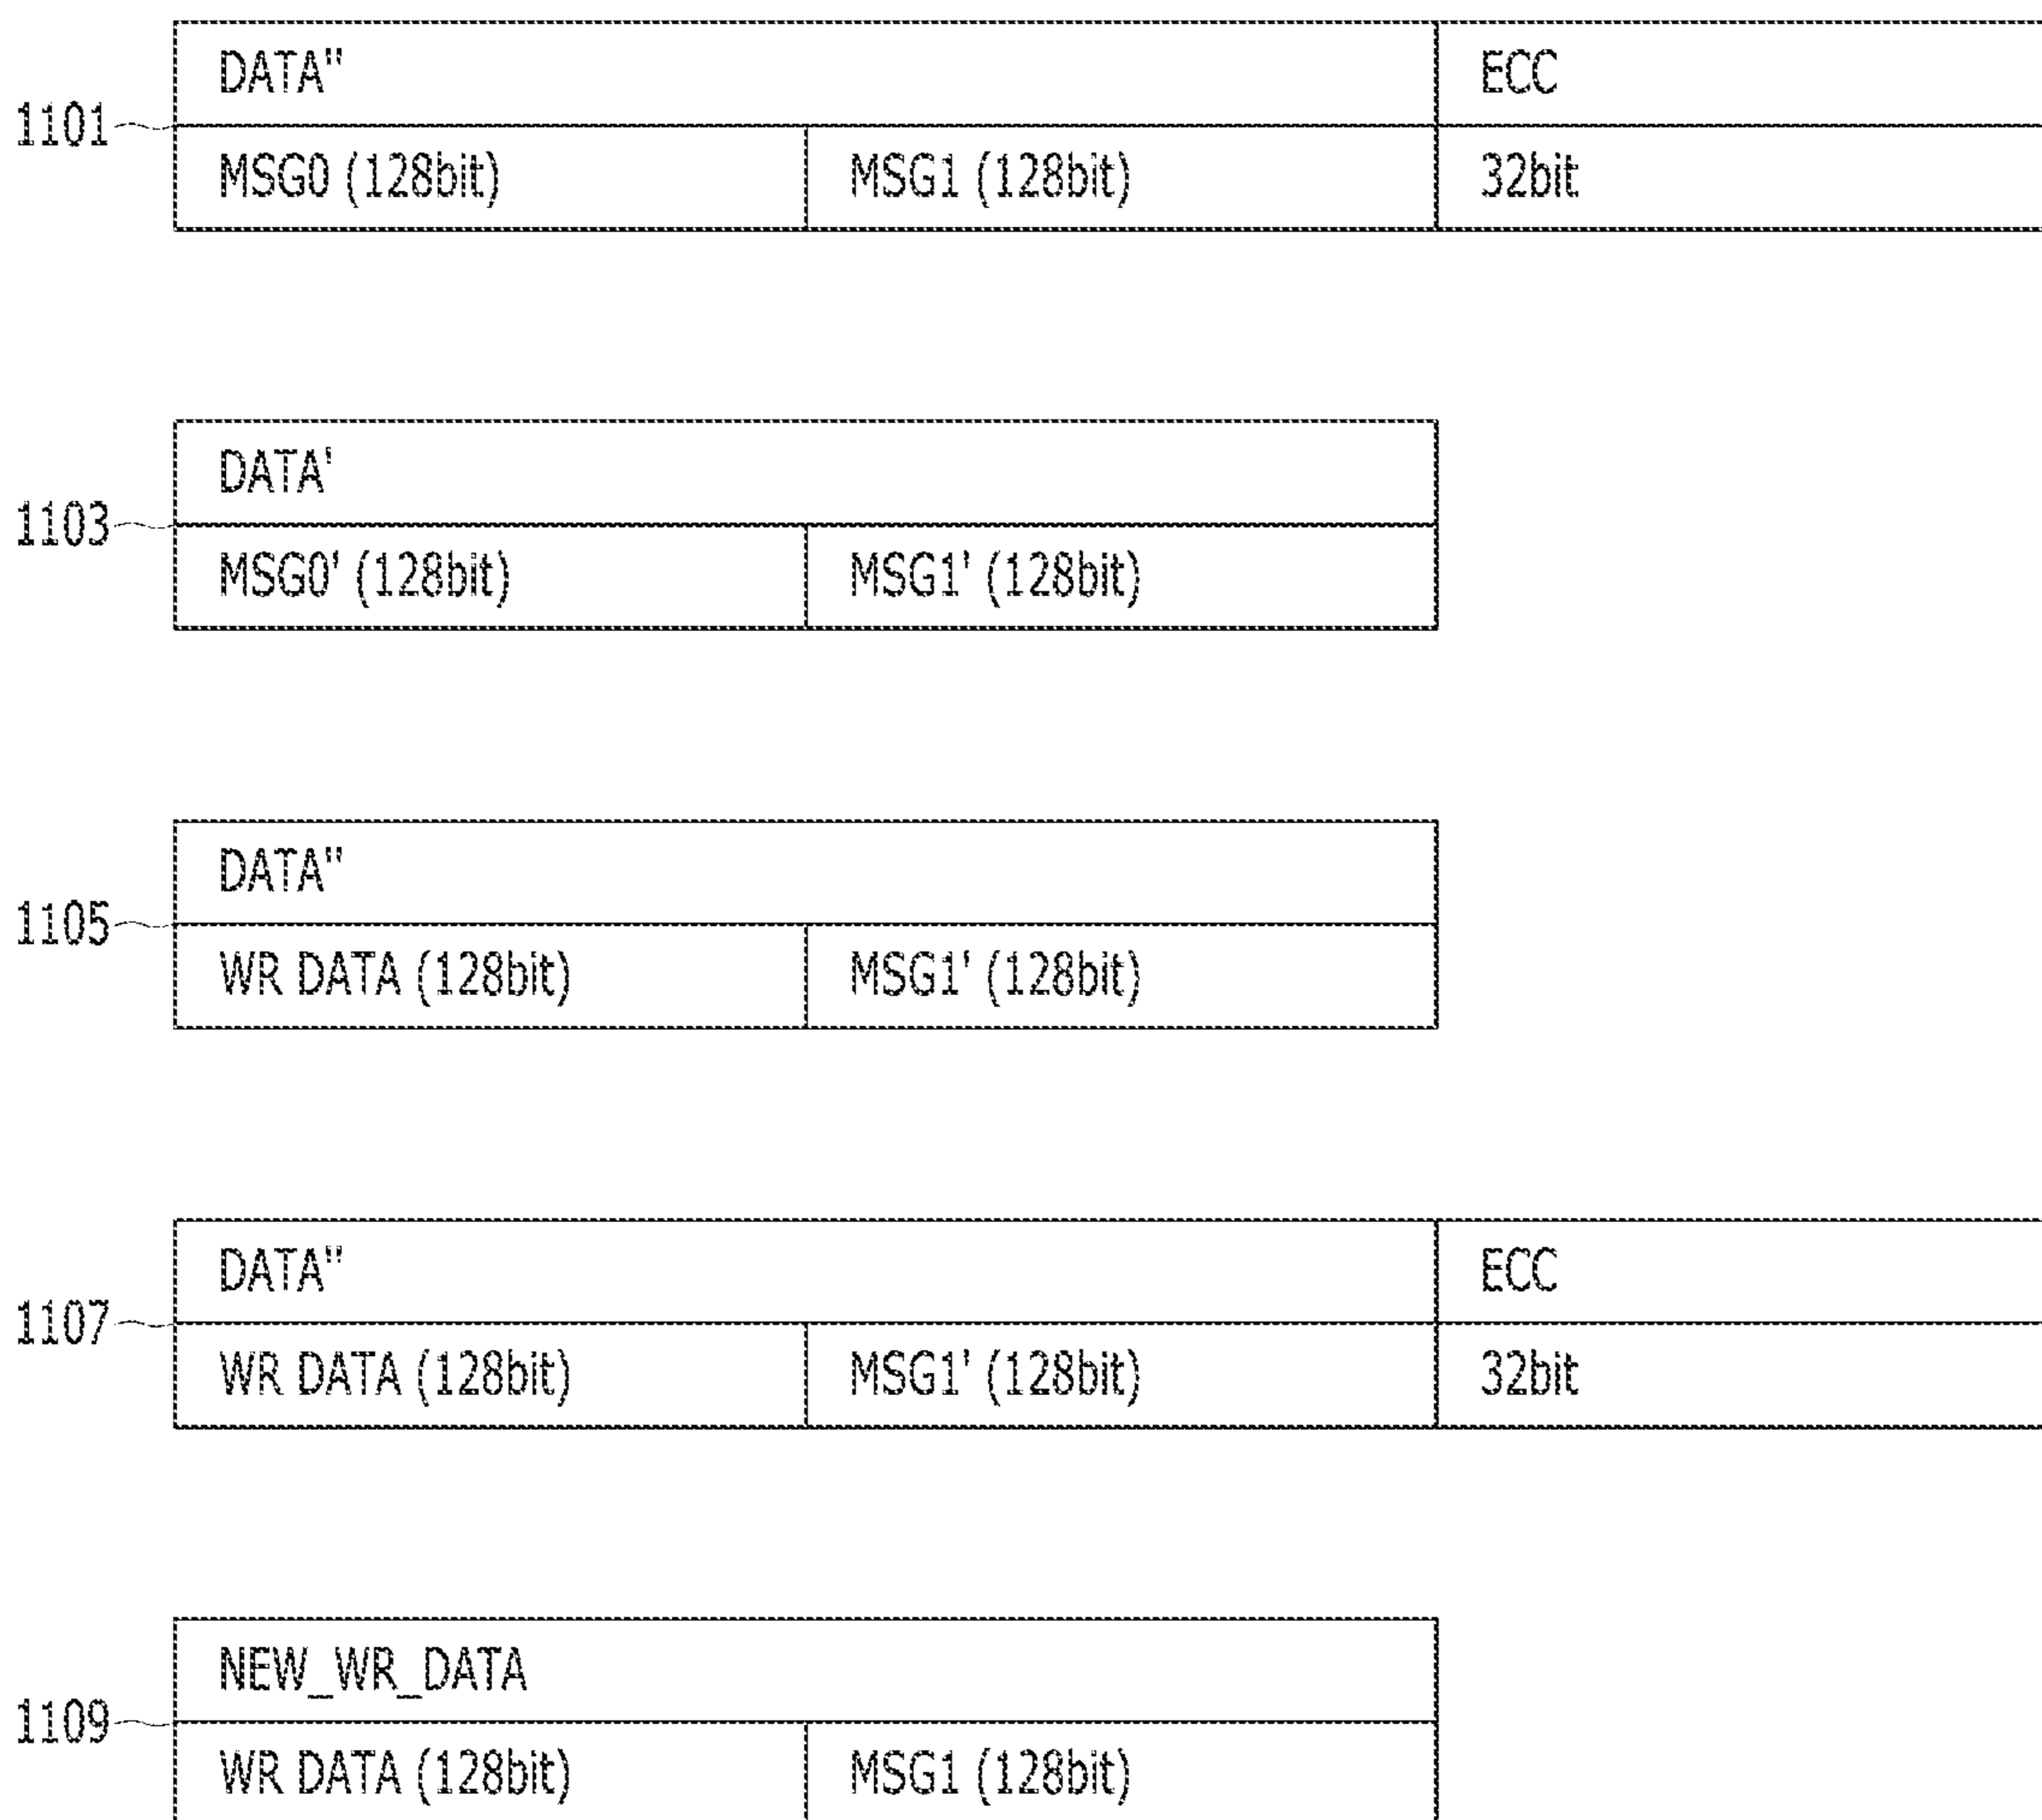 DATA" ECC
1101
MSG0 (128bit) MSG1 (128bit) 32bit
DATA'
1103
MSG0' (128bit) MSG1' (128bit)
DATA"
1105
WR DATA (128bit) MSG1' (128bit)
DATA" ECC
1107
WR DATA (128bit) MSG1' (128bit) 32bit
NEW_WR_DATA
1109
WR DATA (128bit) MSG1 (128bit)